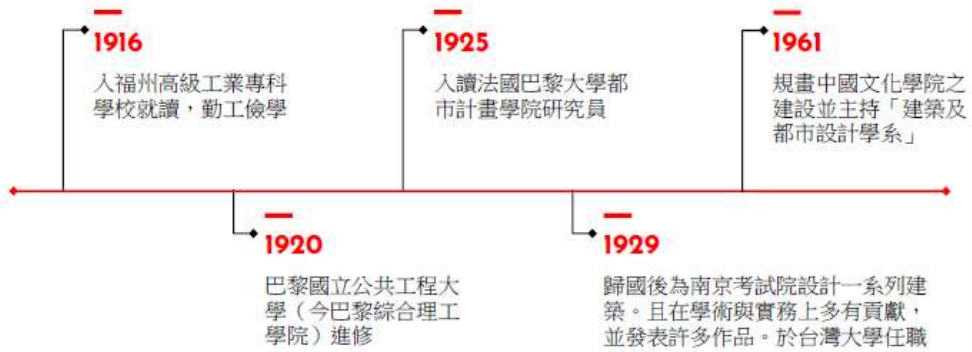 1916
入福州高級工業專科
學校就讀，勤工儉學
1920
巴黎國立公共工程大
學（今巴黎綜合理工
學院）進修
1925
入讀法國巴黎大學都
市計畫學院研究員
1929
歸國後為南京考試院設計一系列建
築。且在學術與實務上多有貢獻，
並發表許多作品。於台灣大學任職
1961
規畫中國文化學院之
建設並主持「建築及
都市設計學系」